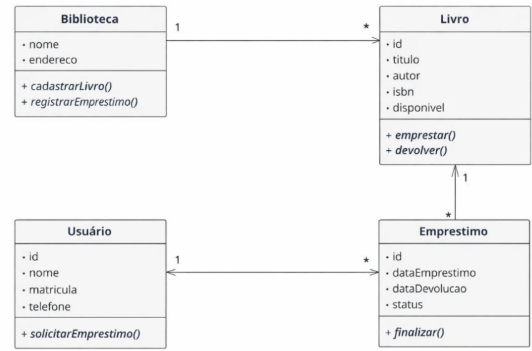 Biblioteca
• nome
• endereco
+ cadastrarLivro()
+ registrarEmprestimo()
1
*
Livro
• id
• titulo
• autor
• isbn
• disponivel
+ emprestar()
+ devolver()
1
*
Usuário
• id
• nome
• matricula
• telefone
+ solicitarEmprestimo()
1
*
Emprestimo
• id
• dataEmprestimo
• dataDevolucao
• status
+ finalizar()